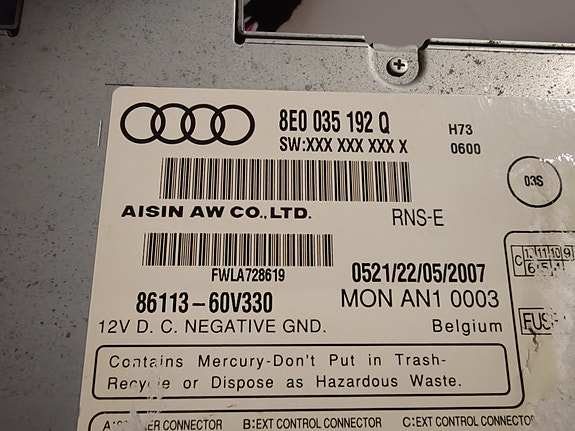 8E0 035 192 Q
SW:XXX XXX XXX X
H73
0600
03S
AISIN AW CO.,LTD.
RNS-E
FWLA728619
0521/22/05/2007
86113-60V330
MON AN1 0003
12V D. C. NEGATIVE GND.
Belgium
Contains Mercury-Don't Put in Trash-
Recycle or Dispose as Hazardous Waste.
B:EXT CONTROL CONNECTOR
C:EXT CONTROL CONNECTOR